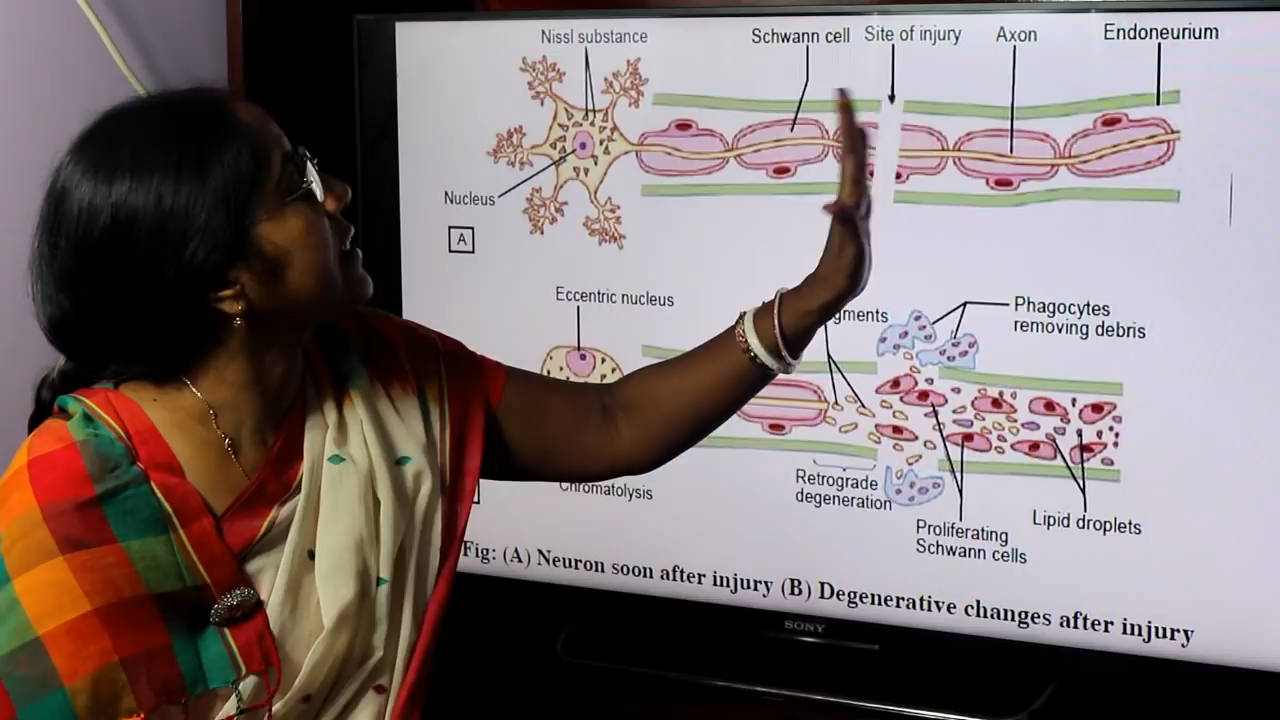 Nissl substance
Schwann cell
Site of injury
Axon
Endoneurium
Nucleus
A
Eccentric nucleus
Phagocytes
removing debris
Chromatolysis
Retrograde
degeneration
Proliferating
Schwann cells
Lipid droplets
Fig: (A) Neuron soon after injury (B) Degenerative changes after injury
SONY